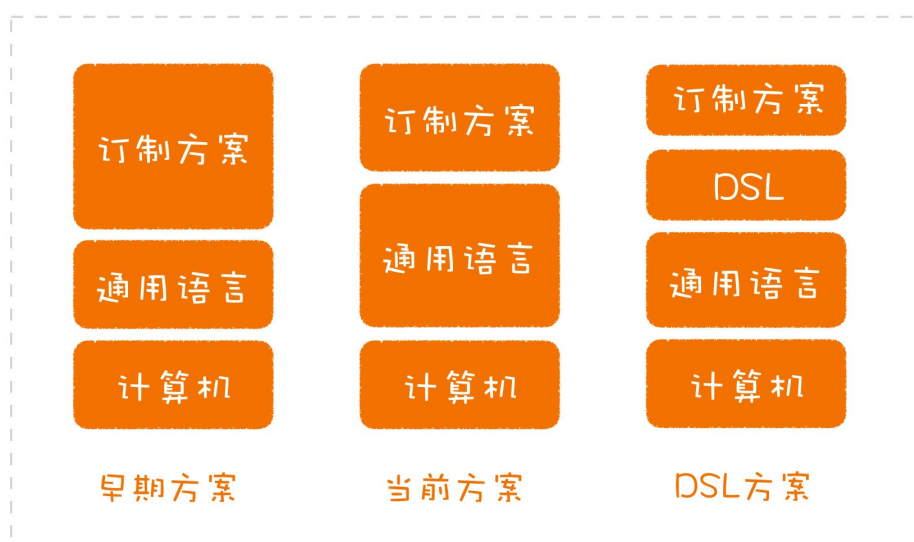 订制方案
通用语言
计算机
早期方案
订制方案
通用语言
计算机
当前方案
订制方案
DSL
通用语言
计算机
DSL方案